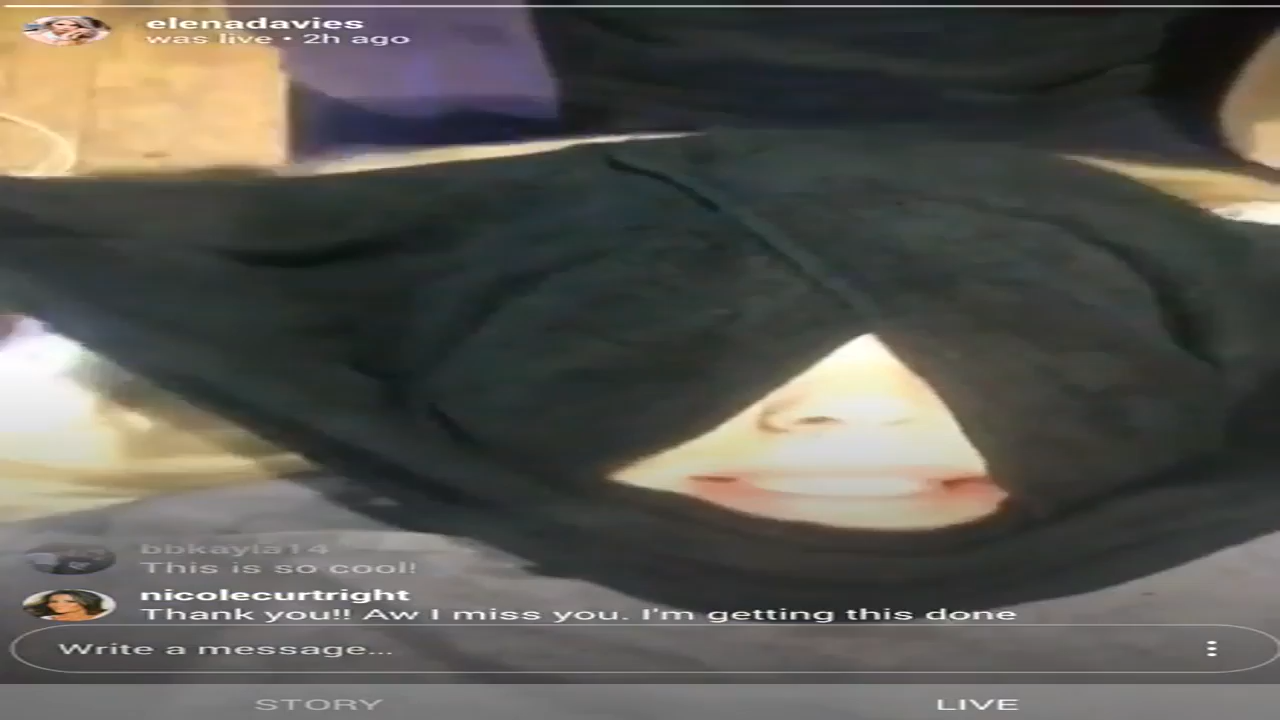 elenadavies
was live • 2h ago
bbkayla14
This is so cool!
nicolecurtright
Thank you!! Aw I miss you. I'm getting this done
Write a message...
STORY
LIVE